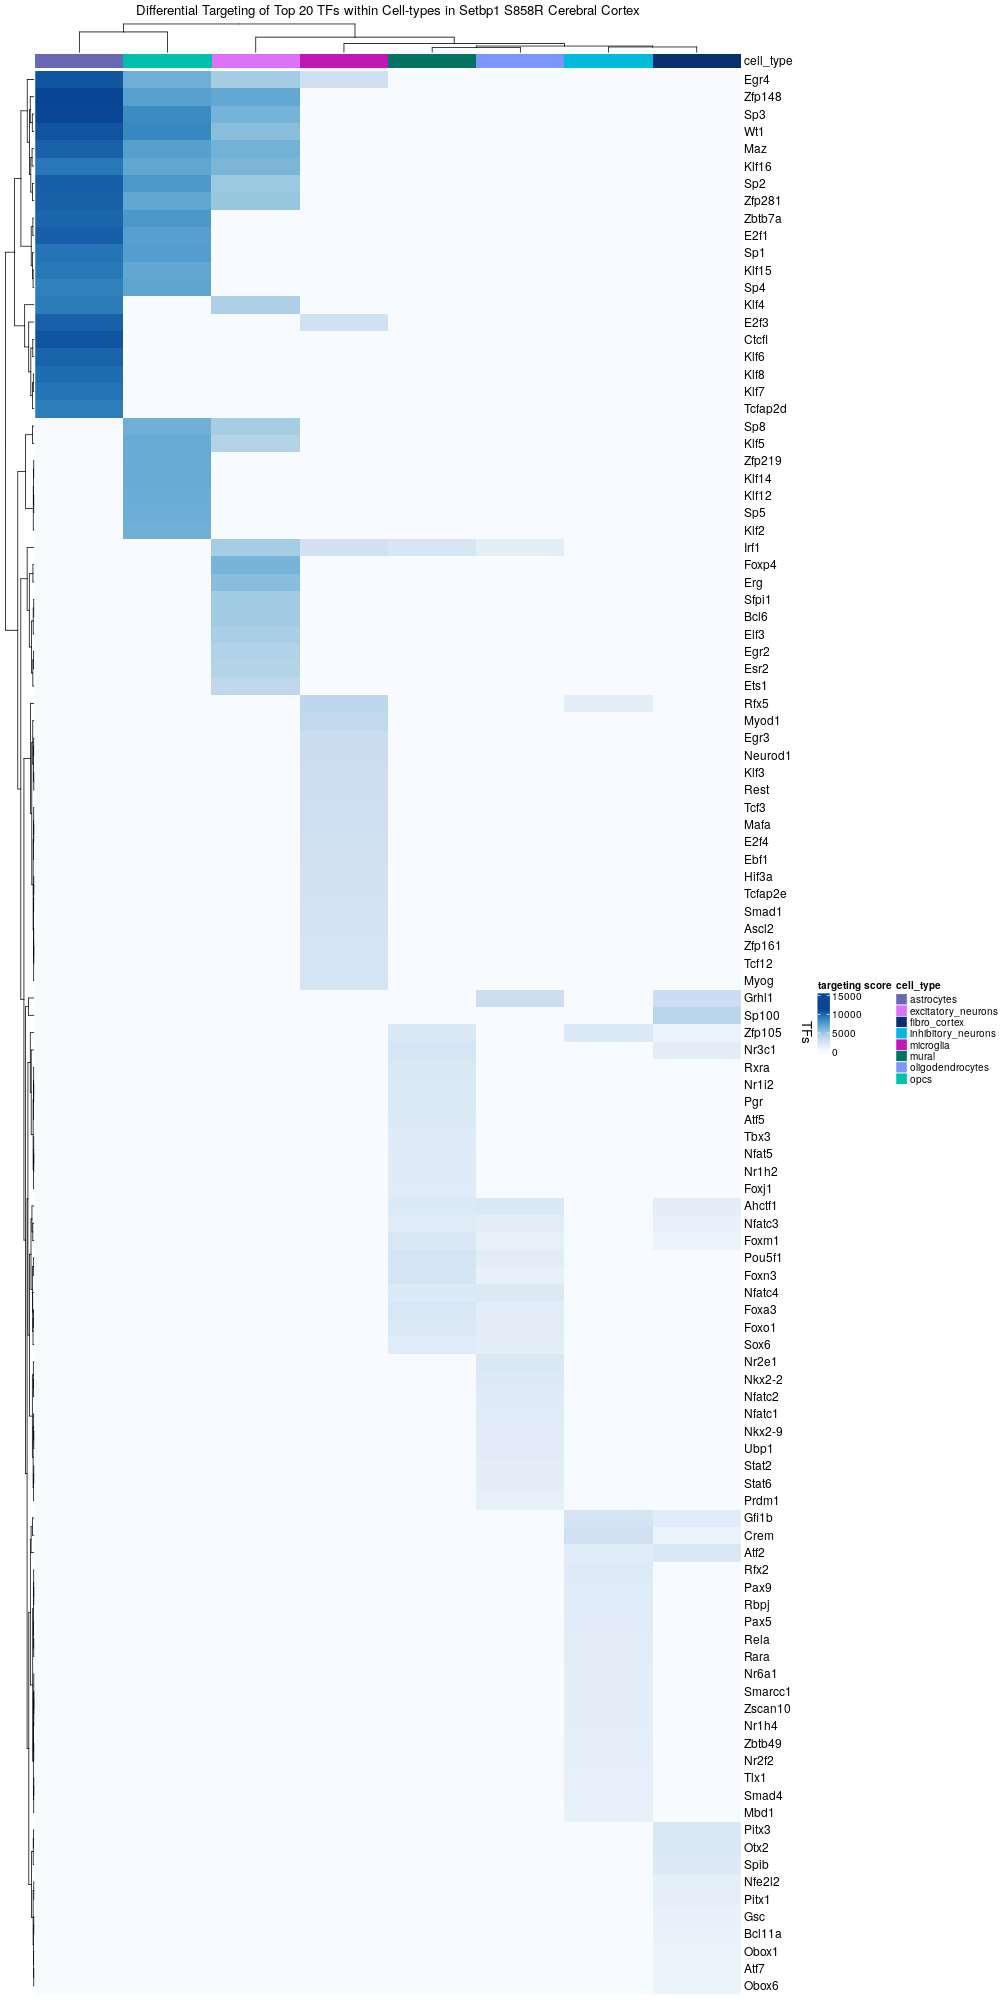 Differential Targeting of Top 20 TFs within Cell-types in Setbp1 S858R Cerebral Cortex
cell_type
Egr4
Zfp148
Sp3
Wt1
Maz
Klf16
Sp2
Zfp281
Zbtb7a
E2f1
Sp1
Klf15
Sp4
Klf4
E2f3
Ctcfl
Klf6
Klf8
Klf7
Tcfap2d
Sp8
Klf5
Zfp219
Klf14
Klf12
Sp5
Klf2
Irf1
Foxp4
Erg
Sfpi1
Bcl6
Elf3
Egr2
Esr2
Ets1
Rfx5
Myod1
Egr3
Neurod1
Klf3
Rest
Tcf3
Mafa
E2f4
Ebf1
Hif3a
Tcfap2e
Smad1
Ascl2
Zfp161
Tcf12
Myog
Grhl1
Sp100
Zfp105
Nr3c1
Rxra
Nr1i2
Pgr
Atf5
Tbx3
Nfat5
Nr1h2
Foxj1
Ahctf1
Nfatc3
Foxm1
Pou5f1
Foxn3
Nfatc4
Foxa3
Foxo1
Sox6
Nr2e1
Nkx2-2
Nfatc2
Nfatc1
Nkx2-9
Ubp1
Stat2
Stat6
Prdm1
Gfi1b
Crem
Atf2
Rfx2
Pax9
Rbpj
Pax5
Rela
Rara
Nr6a1
Smarcc1
Zscan10
Nr1h4
Zbtb49
Nr2f2
Tlx1
Smad4
Mbd1
Pitx3
Otx2
Spib
Nfe2l2
Pitx1
Gsc
Bcl11a
Obox1
Atf7
Obox6
TFs
targeting score
15000
10000
5000
0
cell_type
astrocytes
excitatory_neurons
fibro_cortex
inhibitory_neurons
microglia
mural
oligodendrocytes
opcs